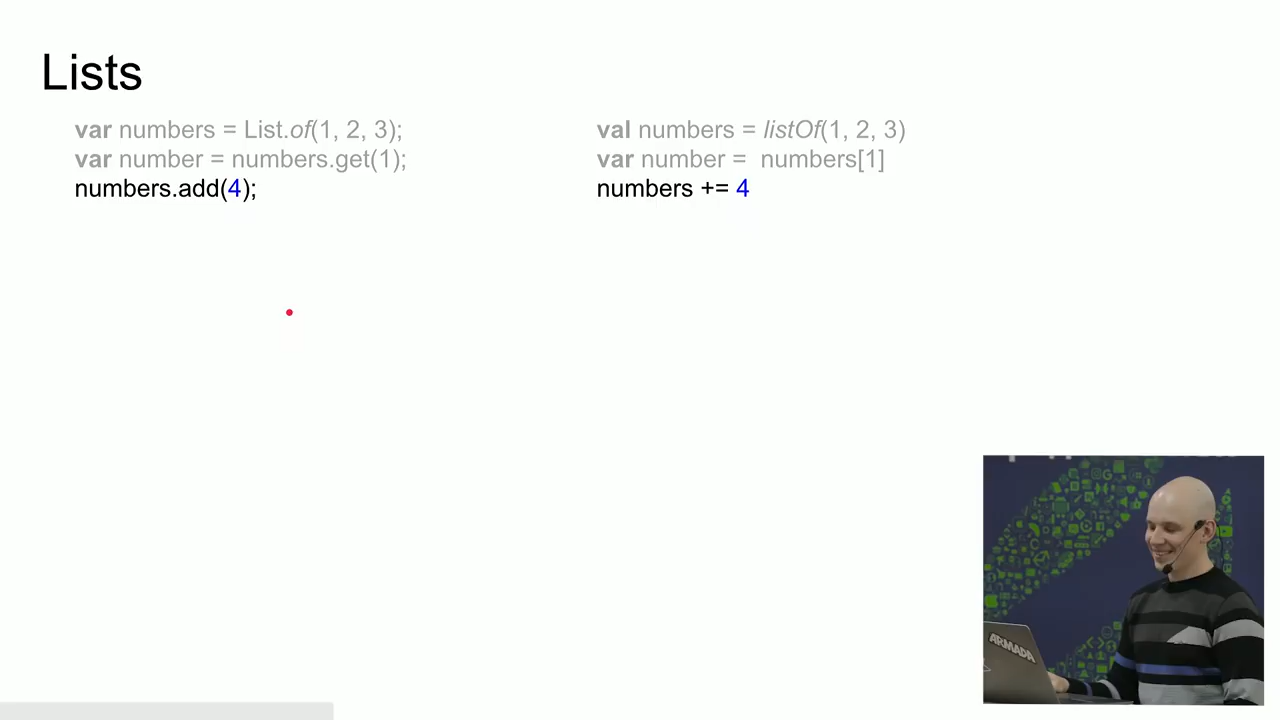 Lists
var numbers = List.of(1, 2, 3);
var number = numbers.get(1);
numbers.add(4);
val numbers = listOf(1, 2, 3)
var number =  numbers[1]
numbers += 4
ARMADA